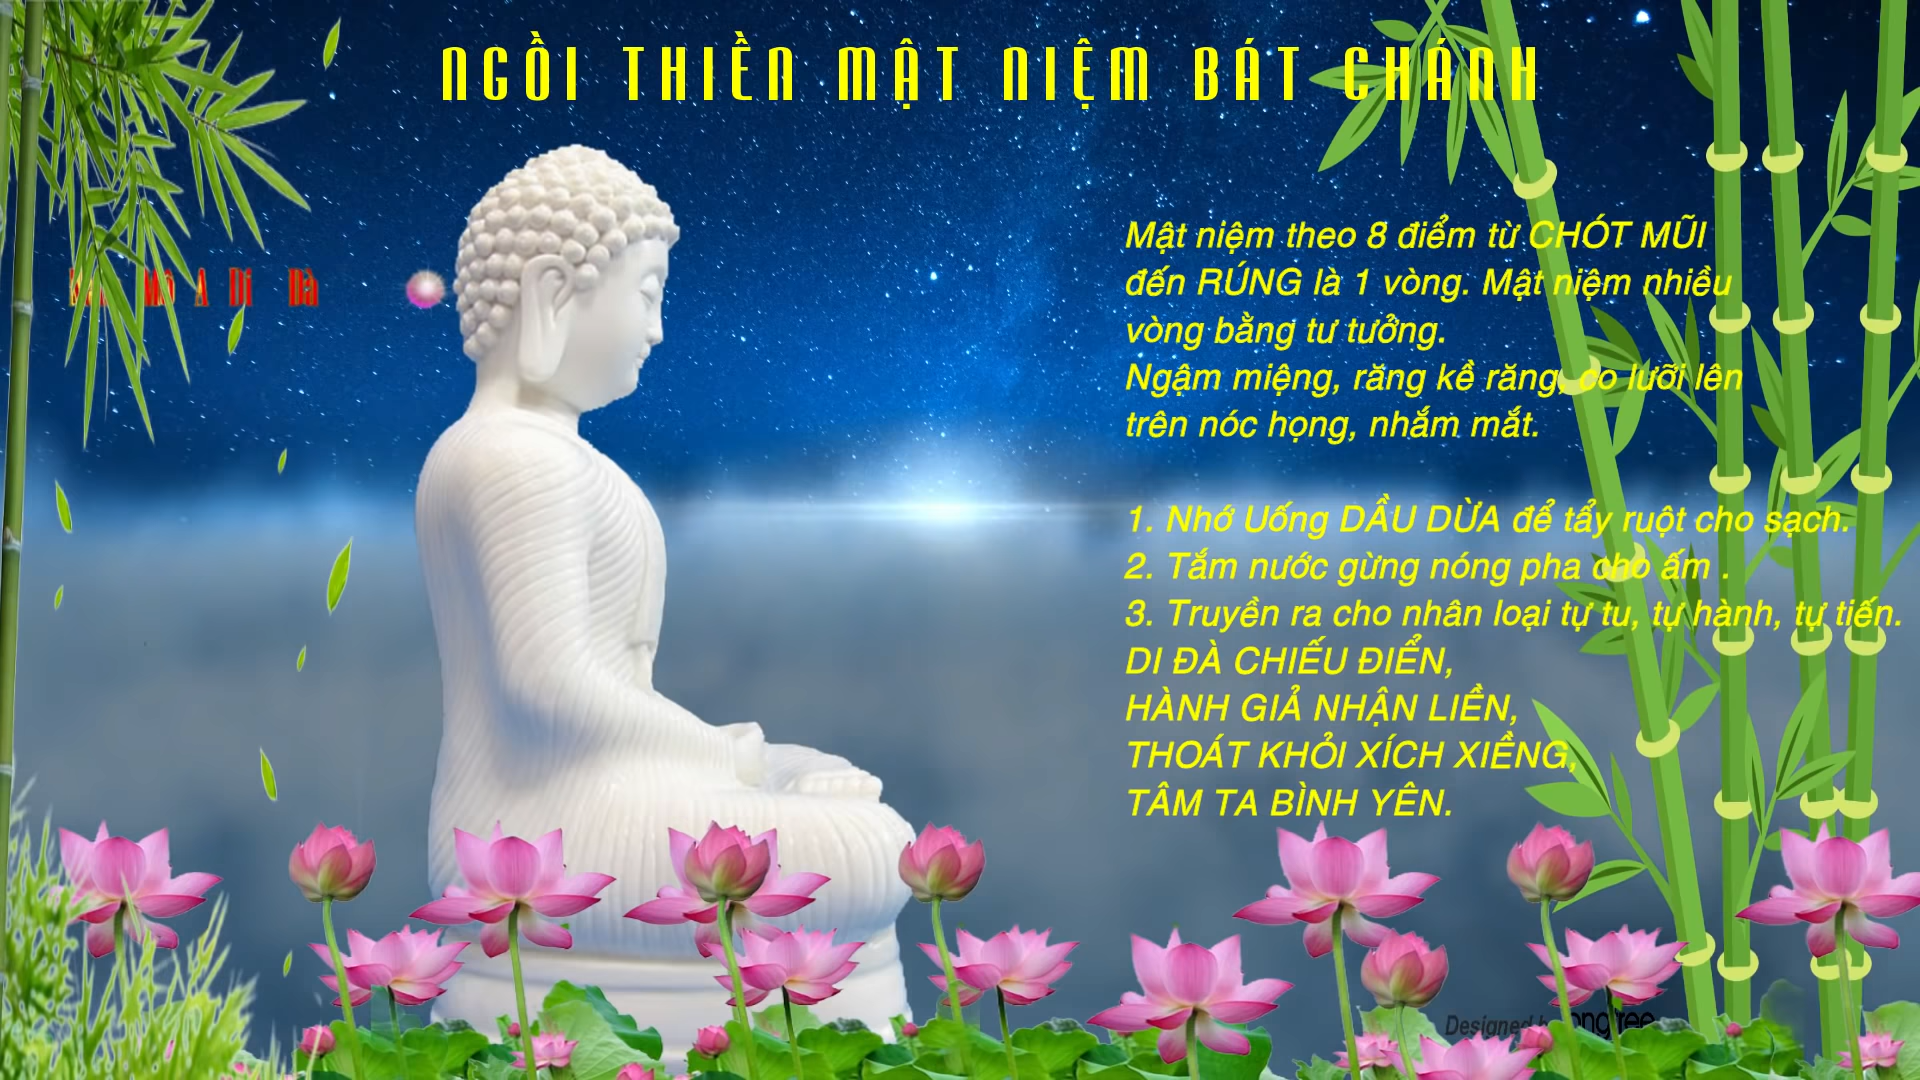 NGỒI THIỀN MẬT NIỆM BÁT CHÁNH
Mật niệm theo 8 điểm từ CHÓT MŨI
đến RÚNG là 1 vòng. Mật niệm nhiều
vòng bằng tư tưởng.
Ngậm miệng, răng kề răng, co lưỡi lên
trên nóc họng, nhắm mắt.
Mô A Di Đà
1. Nhớ Uống DẦU DỪA để tẩy ruột cho sạch.
2. Tắm nước gừng nóng pha cho ấm .
3. Truyền ra cho nhân loại tự tu, tự hành, tự tiến.
DI ĐÀ CHIẾU ĐIỂN,
HÀNH GIẢ NHẬN LIỀN,
THOÁT KHỎI XÍCH XIỀNG,
TÂM TA BÌNH YÊN.
Designed